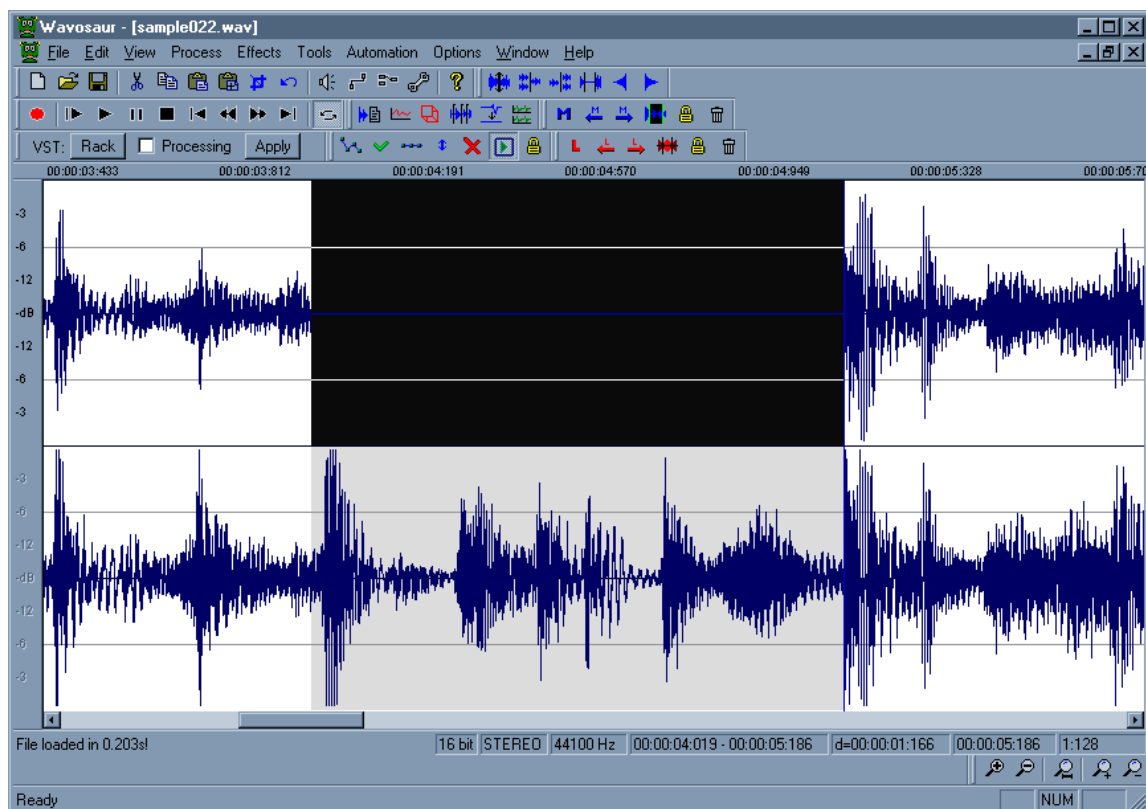 Wavosaur - [sample022.wav]
File Edit View Process Effects Tools Automation Options Window Help
M M M
VST: Rack Processing Apply L L L
00:00:03:433 00:00:03:812 00:00:04:191 00:00:04:570 00:00:04:949 00:00:05:328 00:00:05:70
-3
-6
-12
-dB
-12
-6
-3
-3
-6
-12
-dB
-12
-6
-3
File loaded in 0.203s! 16 bit STEREO 44100 Hz 00:00:04:019 - 00:00:05:186 d=00:00:01:166 00:00:05:186 1:128
Ready NUM